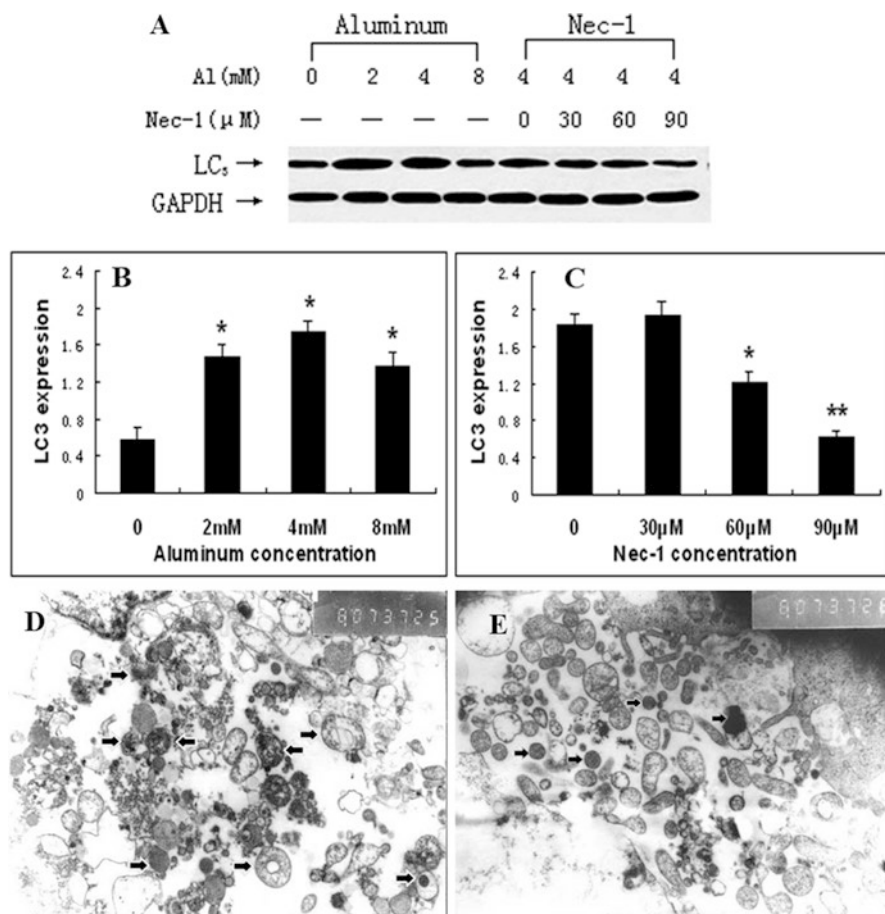 A
Aluminum Nec-1
Al(mM) 0 2 4 8 4 4 4 4
Nec-1(μM) — — — — 0 30 60 90
LC₃ →
GAPDH →
B
LC3 expression
2.4
2
1.6
1.2
0.8
0.4
0
* * *
0 2mM 4mM 8mM
Aluminum concentration
C
LC3 expression
2.4
2
1.6
1.2
0.8
0.4
0
* **
0 30μM 60μM 90μM
Nec-1 concentration
D
E